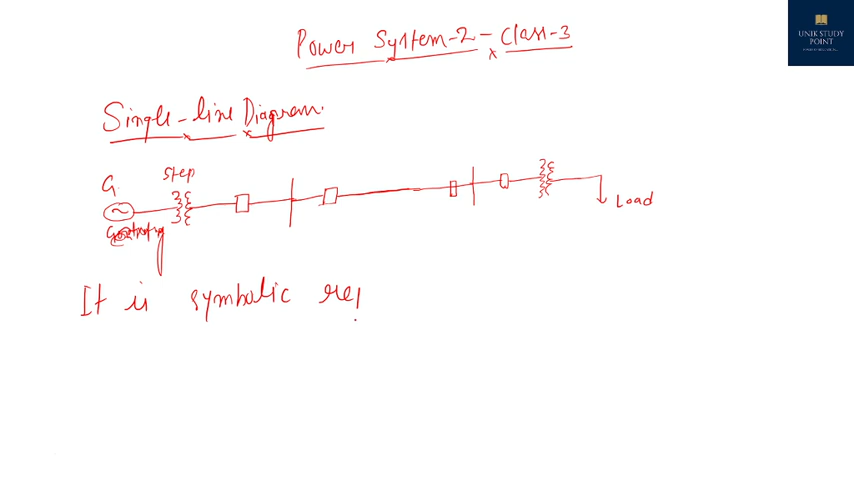 Power System-2 - Class-3
UNIK STUDY
POINT
Single-line Diagram.
Step
G
Load
It is symbolic rep